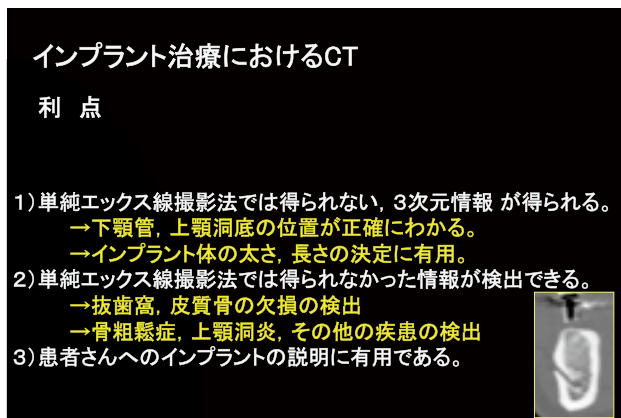 インプラント治療におけるCT
利　点
１）単純エックス線撮影法では得られない，３次元情報 が得られる。
→下顎管，上顎洞底の位置が正確にわかる。
→インプラント体の太さ，長さの決定に有用。
２）単純エックス線撮影法では得られなかった情報が検出できる。
→抜歯窩，皮質骨の欠損の検出
→骨粗鬆症，上顎洞炎，その他の疾患の検出
３）患者さんへのインプラントの説明に有用である。